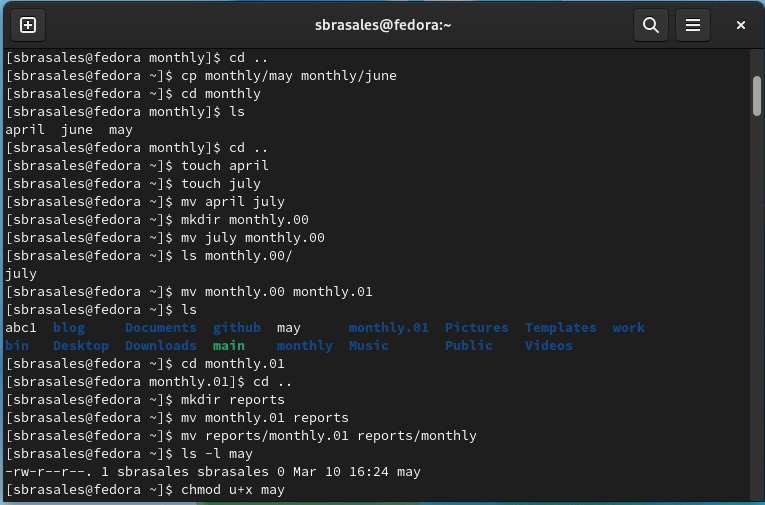 sbrasales@fedora:~
[sbrasales@fedora monthly]$ cd ..
[sbrasales@fedora ~]$ cp monthly/may monthly/june
[sbrasales@fedora ~]$ cd monthly
[sbrasales@fedora monthly]$ ls
april  june  may
[sbrasales@fedora monthly]$ cd ..
[sbrasales@fedora ~]$ touch april
[sbrasales@fedora ~]$ touch july
[sbrasales@fedora ~]$ mv april july
[sbrasales@fedora ~]$ mkdir monthly.00
[sbrasales@fedora ~]$ mv july monthly.00
[sbrasales@fedora ~]$ ls monthly.00/
july
[sbrasales@fedora ~]$ mv monthly.00 monthly.01
[sbrasales@fedora ~]$ ls
abc1  blog     Documents  github  may      monthly.01  Pictures  Templates  work
bin   Desktop  Downloads  main    monthly  Music       Public    Videos
[sbrasales@fedora ~]$ cd monthly.01
[sbrasales@fedora monthly.01]$ cd ..
[sbrasales@fedora ~]$ mkdir reports
[sbrasales@fedora ~]$ mv monthly.01 reports
[sbrasales@fedora ~]$ mv reports/monthly.01 reports/monthly
[sbrasales@fedora ~]$ ls -l may
-rw-r--r--. 1 sbrasales sbrasales 0 Mar 10 16:24 may
[sbrasales@fedora ~]$ chmod u+x may